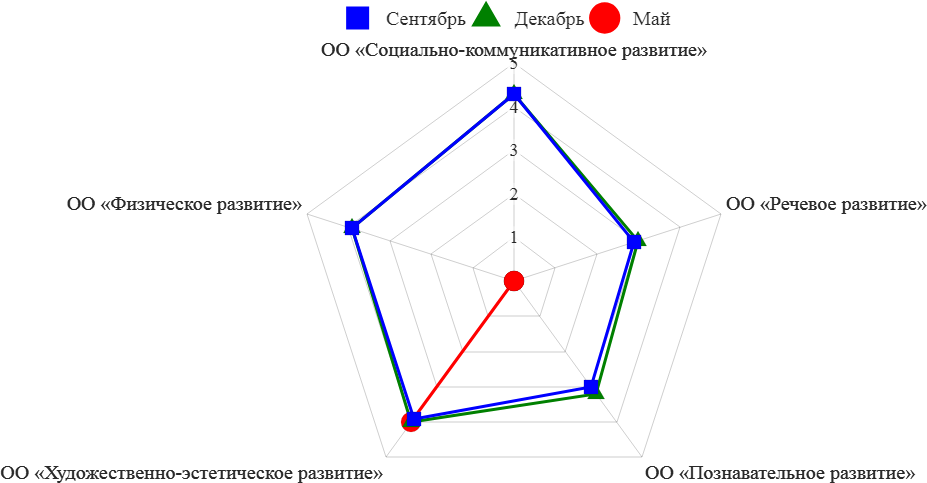 Сентябрь Декабрь Май
ОО «Социально-коммуникативное развитие»
5
4
3
2
1
ОО «Физическое развитие»
ОО «Речевое развитие»
ОО «Художественно-эстетическое развитие»
ОО «Познавательное развитие»